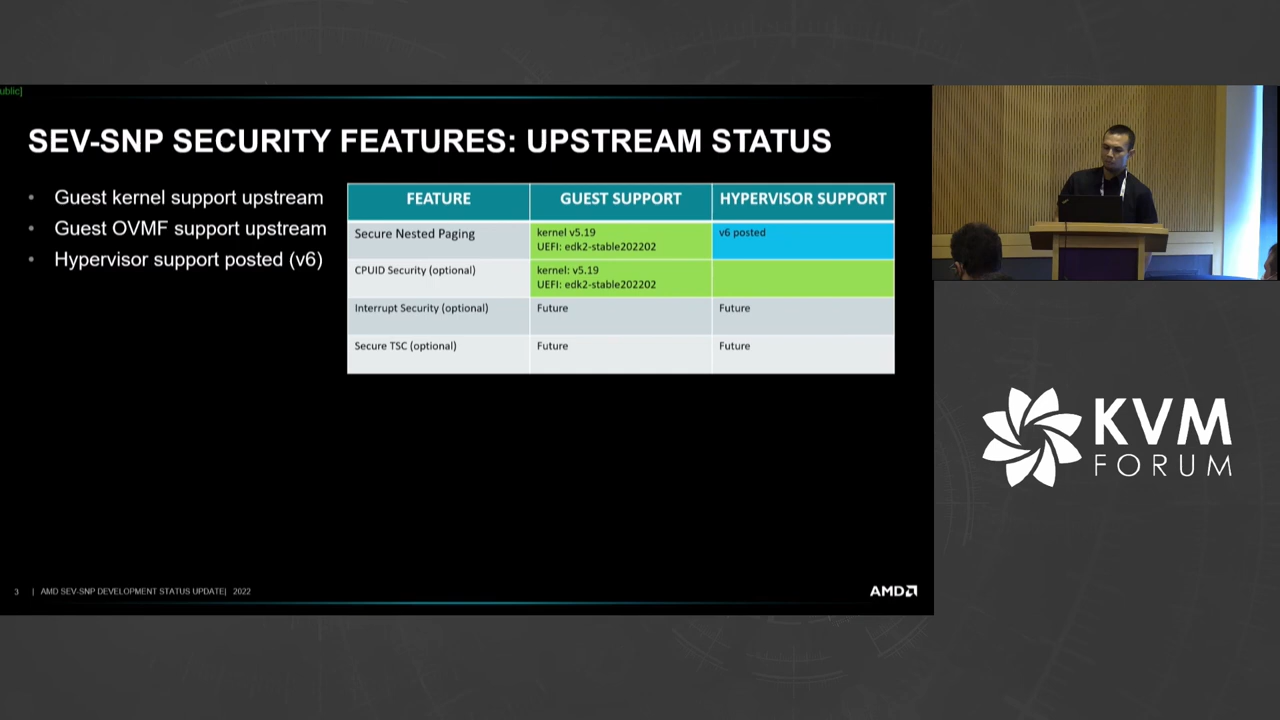 ublic]
SEV-SNP SECURITY FEATURES: UPSTREAM STATUS
• Guest kernel support upstream
• Guest OVMF support upstream
• Hypervisor support posted (v6)
FEATURE GUEST SUPPORT HYPERVISOR SUPPORT
Secure Nested Paging
kernel v5.19
UEFI: edk2-stable202202
v6 posted
CPUID Security (optional)
kernel: v5.19
UEFI: edk2-stable202202
Interrupt Security (optional) Future Future
Secure TSC (optional) Future Future
3 | AMD SEV-SNP DEVELOPMENT STATUS UPDATE| 2022
AMD
KVM
FORUM